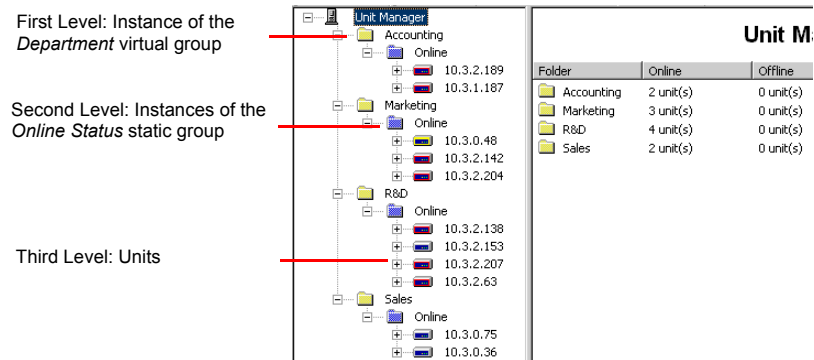 First Level: Instance of the
Department virtual group
Second Level: Instances of the
Online Status static group
Third Level: Units
Unit Manager
Accounting
Online
10.3.2.189
10.3.1.187
Marketing
Online
10.3.0.48
10.3.2.142
10.3.2.204
R&D
Online
10.3.2.138
10.3.2.153
10.3.2.207
10.3.2.63
Sales
Online
10.3.0.75
10.3.0.36
Unit Ma
Folder Online Offline
Accounting 2 unit(s) 0 unit(s)
Marketing 3 unit(s) 0 unit(s)
R&D 4 unit(s) 0 unit(s)
Sales 2 unit(s) 0 unit(s)